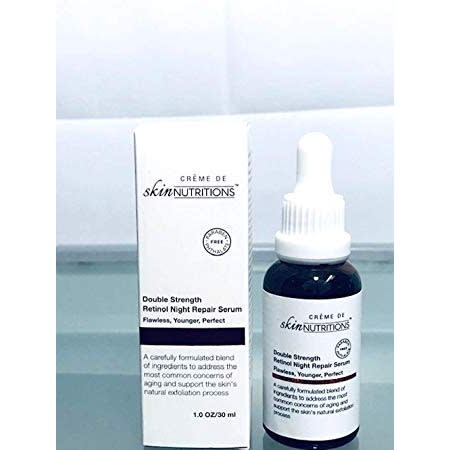 CRÈME DE
skinNUTRITIONS™
PARABEN
FREE
PHTHALATE
Double Strength
Retinol Night Repair Serum
Flawless, Younger, Perfect
A carefully formulated blend
of ingredients to address the
most common concerns of
aging and support the skin's
natural exfoliation process
1.0 OZ/30 ml
CRÈME DE
skinNUTRITIONS™
FREE
Double Strength
Retinol Night Repair Serum
Flawless, Younger, Perfect
A carefully formulated blend of
ingredients to address the most
common concerns of aging and
support the skin's
natural exfoliation
process